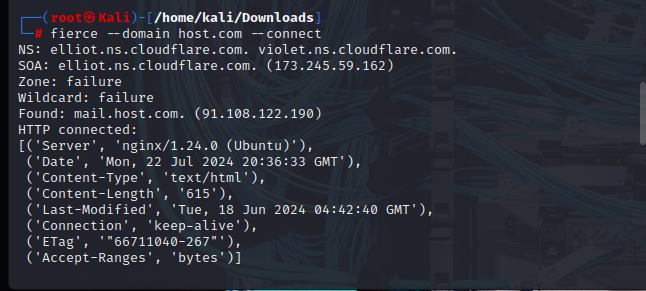 ┌──(root㉿Kali)-[/home/kali/Downloads]
└─# fierce --domain host.com --connect
NS: elliot.ns.cloudflare.com. violet.ns.cloudflare.com.
SOA: elliot.ns.cloudflare.com. (173.245.59.162)
Zone: failure
Wildcard: failure
Found: mail.host.com. (91.108.122.190)
HTTP connected:
[('Server', 'nginx/1.24.0 (Ubuntu)'),
 ('Date', 'Mon, 22 Jul 2024 20:36:33 GMT'),
 ('Content-Type', 'text/html'),
 ('Content-Length', '615'),
 ('Last-Modified', 'Tue, 18 Jun 2024 04:42:40 GMT'),
 ('Connection', 'keep-alive'),
 ('ETag', '"66711040-267"'),
 ('Accept-Ranges', 'bytes')]